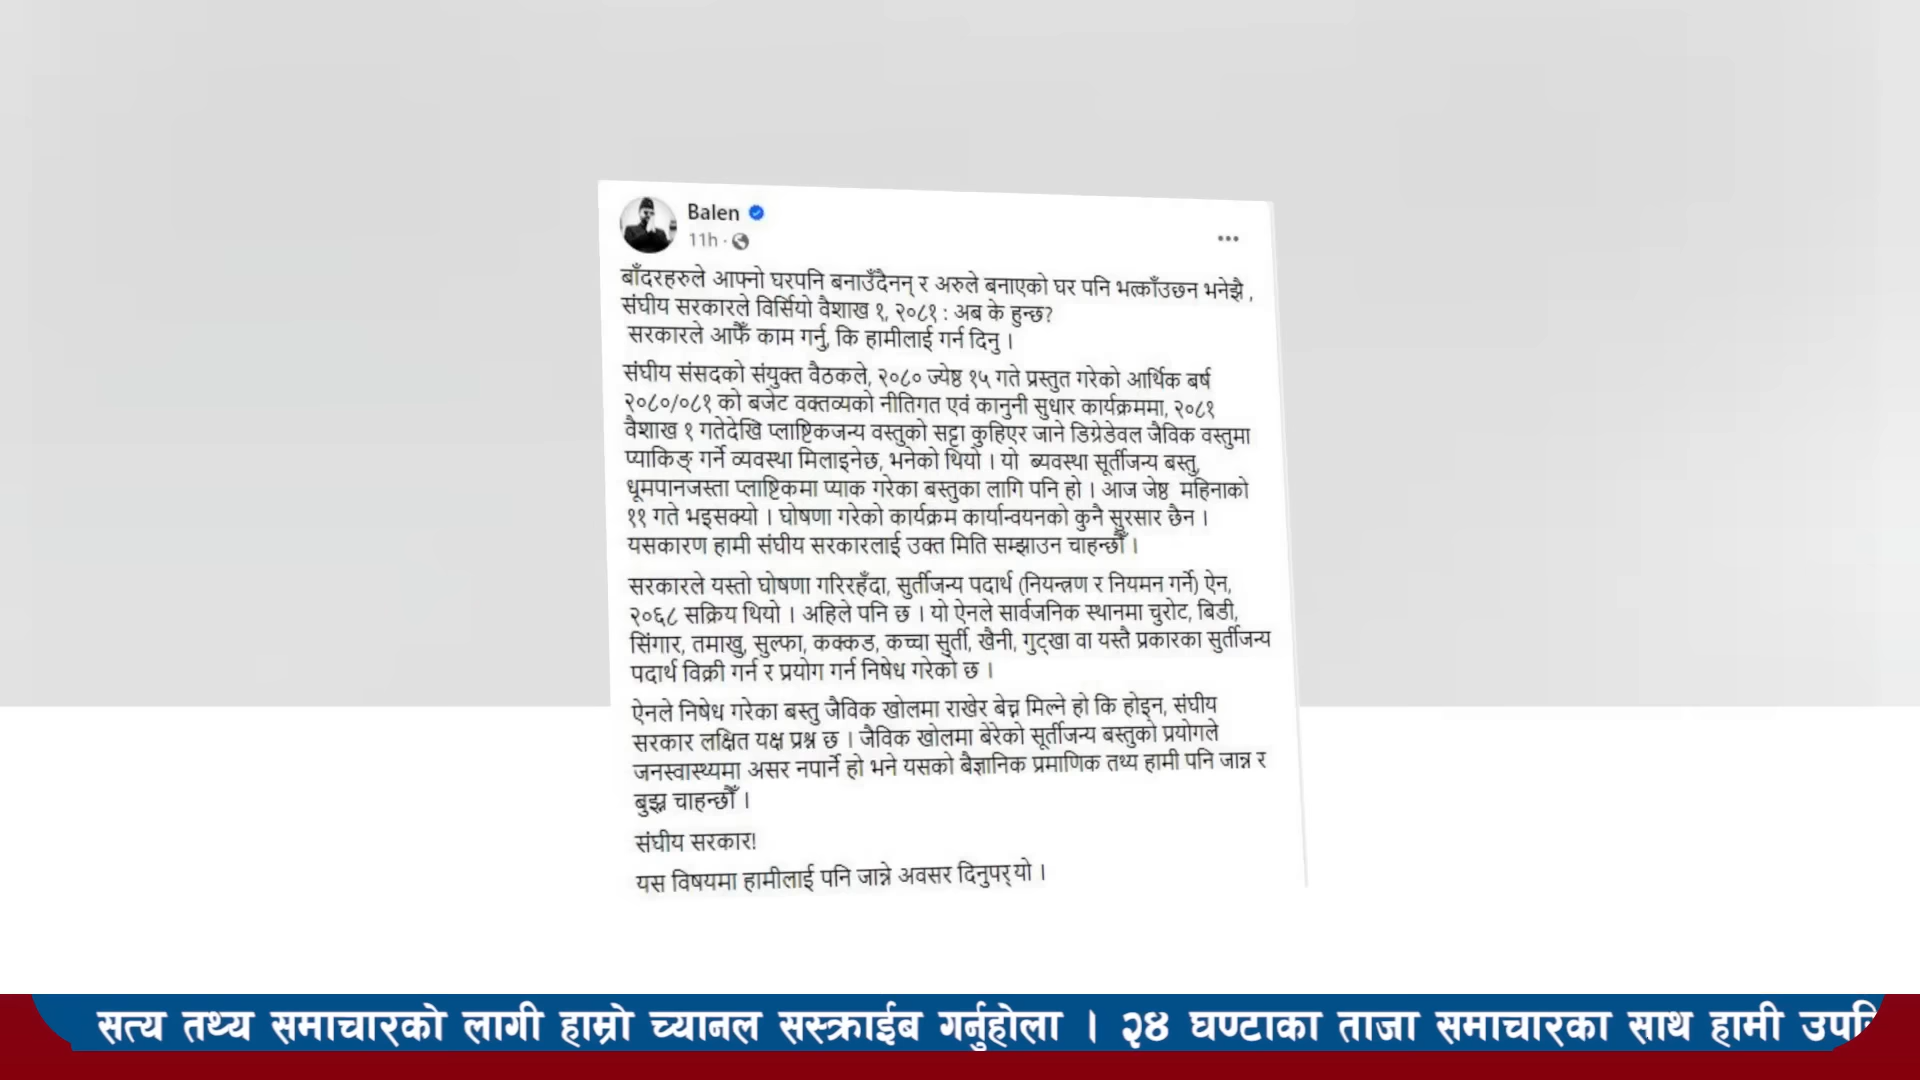 Balen
11h
बाँदरहरुले आफ्नो घरपनि बनाउँदैनन् र अरुले बनाएको घर पनि भत्काँउछन भनेझै ,
संघीय सरकारले विर्सियो वैशाख १, २०८१ : अब के हुन्छ?
सरकारले आफैँ काम गर्नु, कि हामीलाई गर्न दिनु ।
संघीय संसदको संयुक्त वैठकले, २०८० ज्येष्ठ १५ गते प्रस्तुत गरेको आर्थिक बर्ष
२०८०/०८१ को बजेट वक्तव्यको नीतिगत एवं कानुनी सुधार कार्यक्रममा, २०८१
वैशाख १ गतेदेखि प्लाष्टिकजन्य वस्तुको सट्टा कुहिएर जाने डिग्रेडेवल जैविक वस्तुमा
प्याकिङ् गर्ने व्यवस्था मिलाइनेछ, भनेको थियो । यो ब्यवस्था सूर्तीजन्य बस्तु,
धूमपानजस्ता प्लाष्टिकमा प्याक गरेका बस्तुका लागि पनि हो । आज जेष्ठ महिनाको
११ गते भइसक्यो । घोषणा गरेको कार्यक्रम कार्यान्वयनको कुनै सुरसार छैन ।
यसकारण हामी संघीय सरकारलाई उक्त मिति सम्झाउन चाहन्छौँ ।
सरकारले यस्तो घोषणा गरिरहँदा, सुर्तीजन्य पदार्थ (नियन्त्रण र नियमन गर्ने) ऐन,
२०६८ सक्रिय थियो । अहिले पनि छ । यो ऐनले सार्वजनिक स्थानमा चुरोट, बिडी,
सिंगार, तमाखु, सुल्फा, कक्कड, कच्चा सुर्ती, खैनी, गुट्खा वा यस्तै प्रकारका सुर्तीजन्य
पदार्थ विक्री गर्न र प्रयोग गर्न निषेध गरेको छ ।
ऐनले निषेध गरेका बस्तु जैविक खोलमा राखेर बेच्न मिल्ने हो कि होइन, संघीय
सरकार लक्षित यक्ष प्रश्न छ । जैविक खोलमा बेरेको सूर्तीजन्य बस्तुको प्रयोगले
जनस्वास्थ्यमा असर नपार्ने हो भने यसको बैज्ञानिक प्रमाणिक तथ्य हामी पनि जान्न र
बुझ्न चाहन्छौँ ।
संघीय सरकार!
यस विषयमा हामीलाई पनि जान्ने अवसर दिनुपर्‍यो ।
सत्य तथ्य समाचारको लागी हाम्रो च्यानल सस्क्राईब गर्नुहोला । २४ घण्टाका ताजा समाचारका साथ हामी